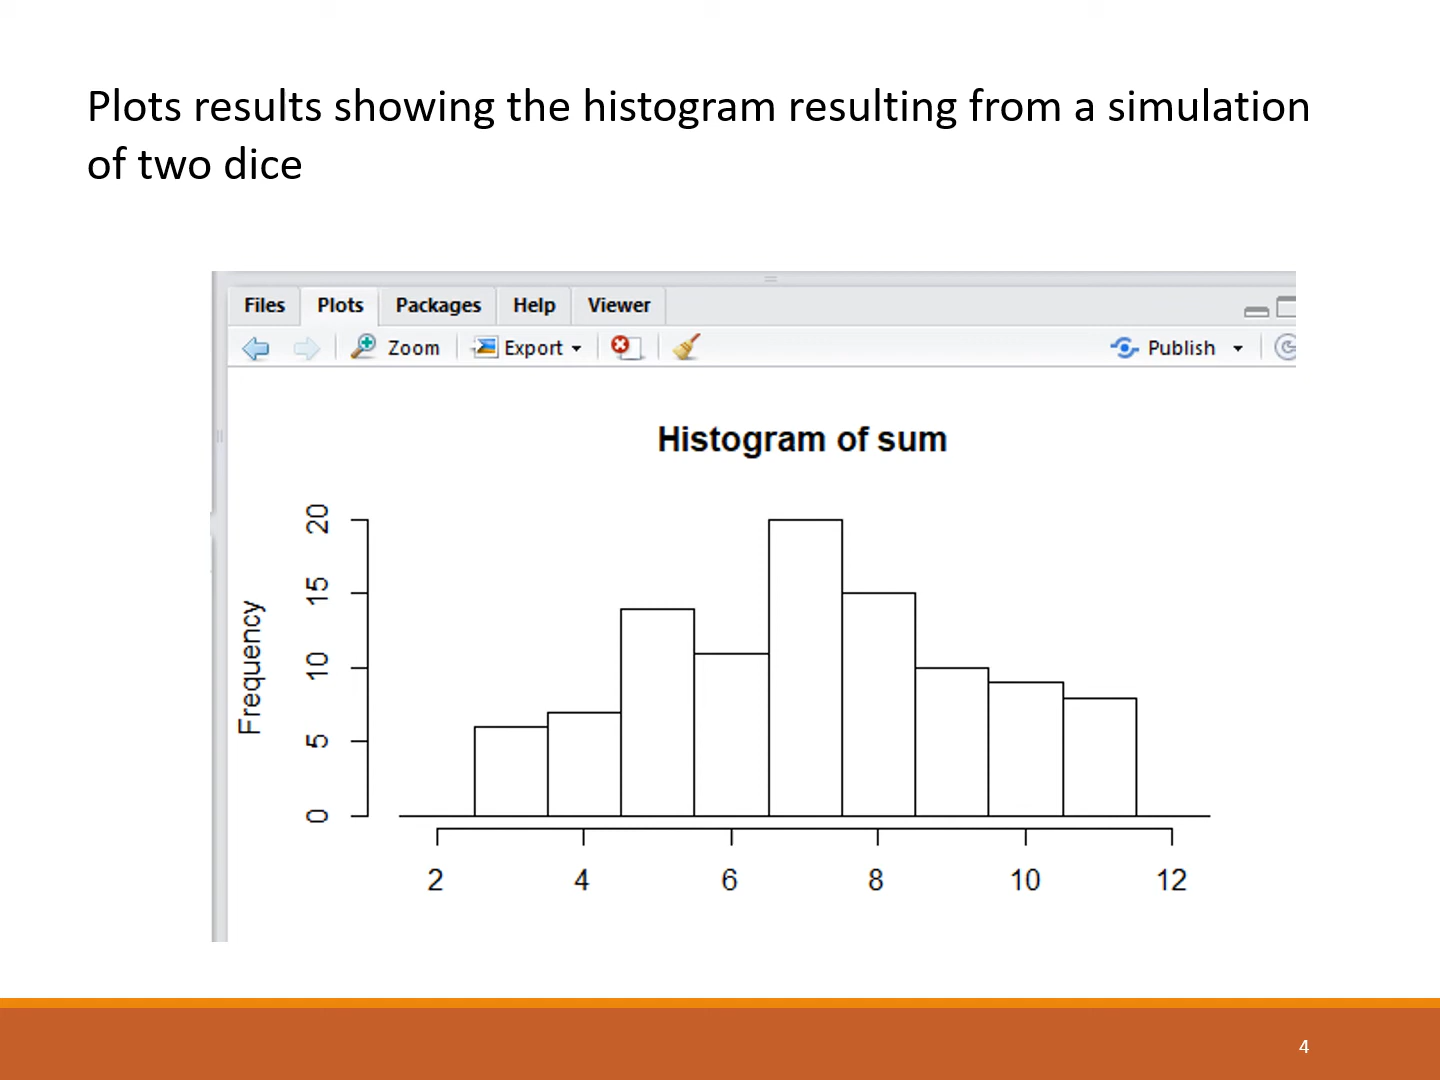 Plots results showing the histogram resulting from a simulation
of two dice
Files Plots Packages Help Viewer
Zoom Export Publish
Histogram of sum
Frequency
20
15
10
5
0
2 4 6 8 10 12
4